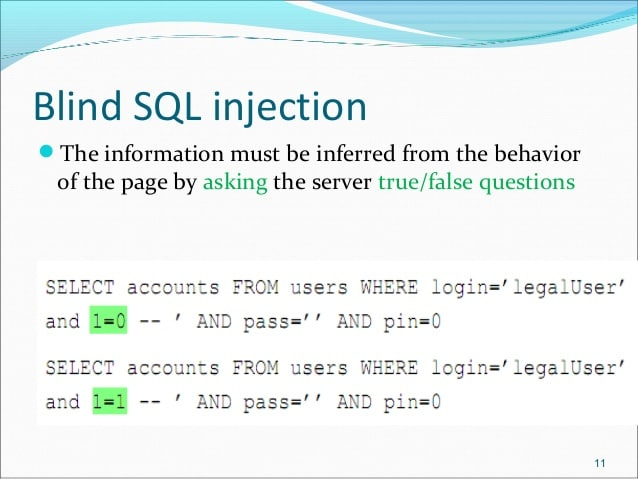 Blind SQL injection
The information must be inferred from the behavior
of the page by asking the server true/false questions
SELECT accounts FROM users WHERE login=’legalUser’
and 1=0 -- ’ AND pass=’’ AND pin=0
SELECT accounts FROM users WHERE login=’legalUser’
and 1=1 -- ’ AND pass=’’ AND pin=0
11